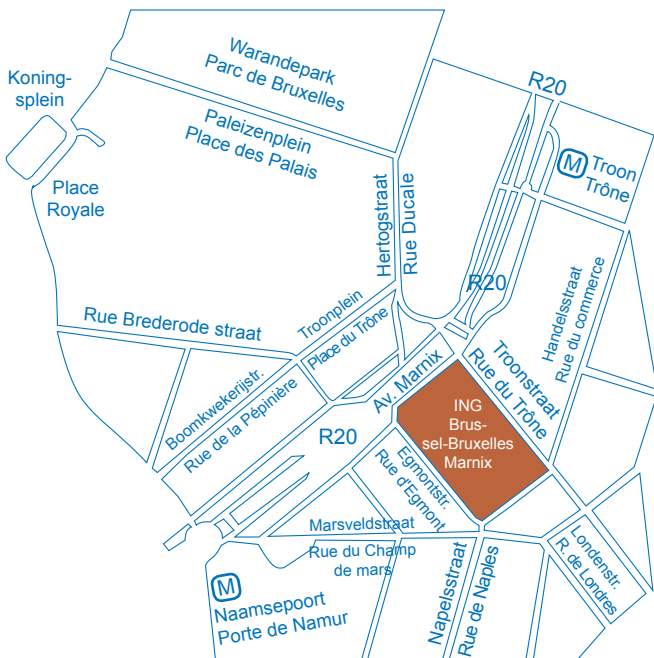 Warandepark
Parc de Bruxelles
Koning-
splein
R20
Paleizenplein
Place des Palais
M
Troon
Trône
Place
Royale
Hertogstraat
Rue Ducale
R20
Handelsstraat
Rue du commerce
Rue Brederode straat
Troonplein
Place du Trône
Av. Marnix
Troonstraat
Rue du Trône
Boomkwekerijstr.
Rue de la Pépinière
R20
ING
Brus-
sel-Bruxelles
Marnix
Egmontstr.
Rue d'Egmont
Marsveldstraat
Rue du Champ
de mars
Napelsstraat
Rue de Naples
Londenstr.
R. de Londres
M
Naamsepoort
Porte de Namur